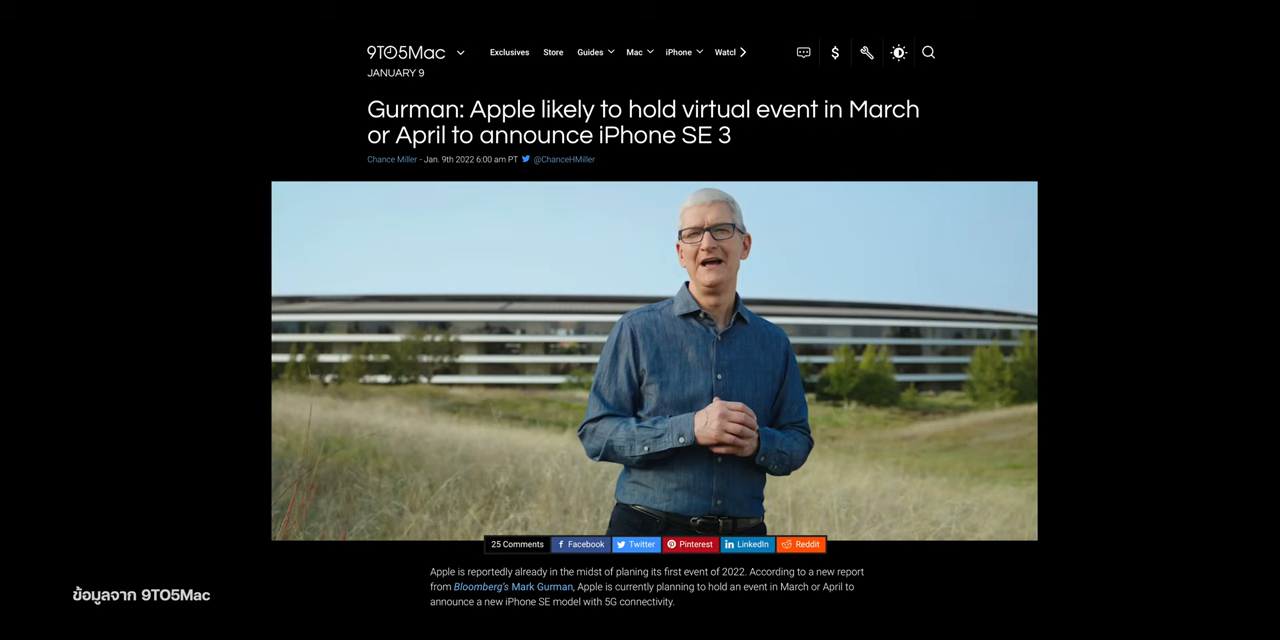 9TO5Mac
Exclusives Store Guides Mac iPhone Watcl
JANUARY 9
Gurman: Apple likely to hold virtual event in March
or April to announce iPhone SE 3
Chance Miller - Jan. 9th 2022 6:00 am PT @ChanceHMiller
25 Comments Facebook Twitter Pinterest LinkedIn Reddit
Apple is reportedly already in the midst of planing its first event of 2022. According to a new report
from Bloomberg's Mark Gurman, Apple is currently planning to hold an event in March or April to
announce a new iPhone SE model with 5G connectivity.
ข้อมูลจาก 9TO5Mac